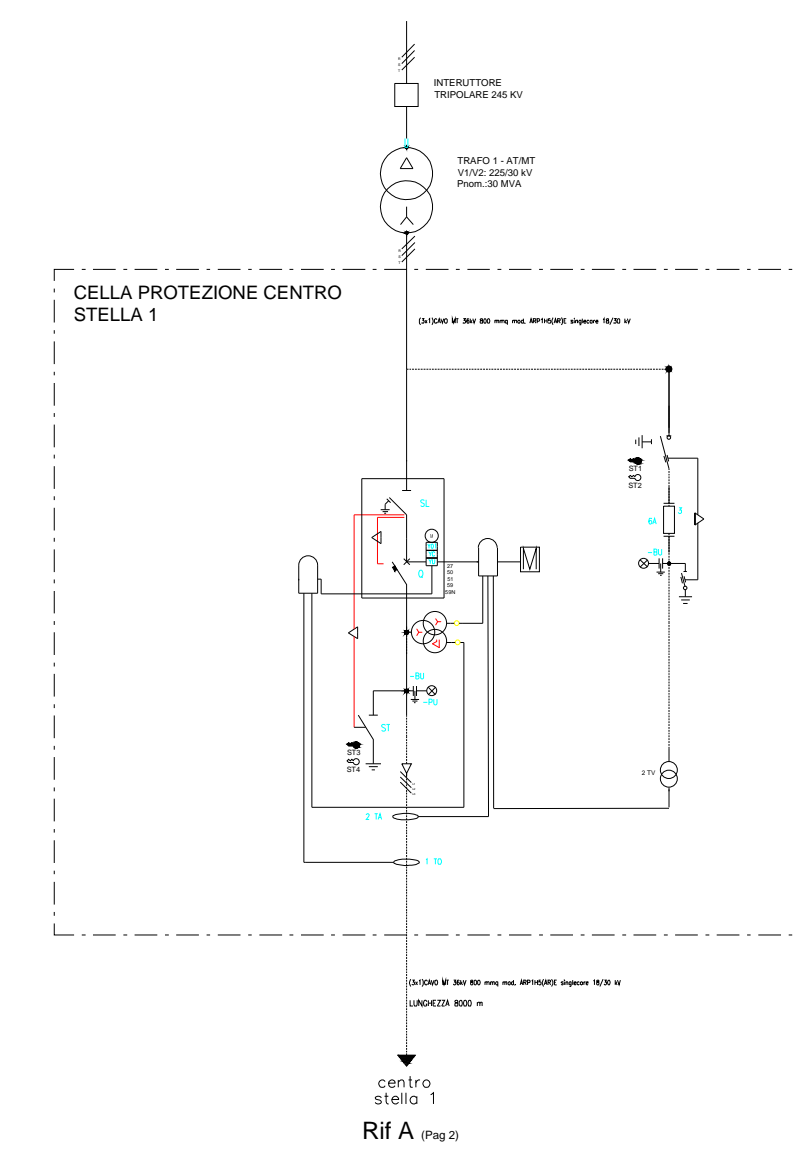 INTERUTTORE
TRIPOLARE 245 KV
TRAFO 1 - AT/MT
V1/V2: 225/30 kV
Pnom.:30 MVA
CELLA PROTEZIONE CENTRO
STELLA 1
(3x1)CAVO MT 36kV 800 mmq mod. ARP1H5(AR)E singlecore 18/30 kV
ST1
ST2
SL
3
6A
U
-BU
Q
27
50
51
59
59N
-BU
-PU
ST
ST3
ST4
2 TV
2 TA
1 TO
(3x1)CAVO MT 36kV 800 mmq mod. ARP1H5(AR)E singlecore 18/30 kV
LUNGHEZZA 8000 m
centro
stella 1
Rif A (Pag 2)